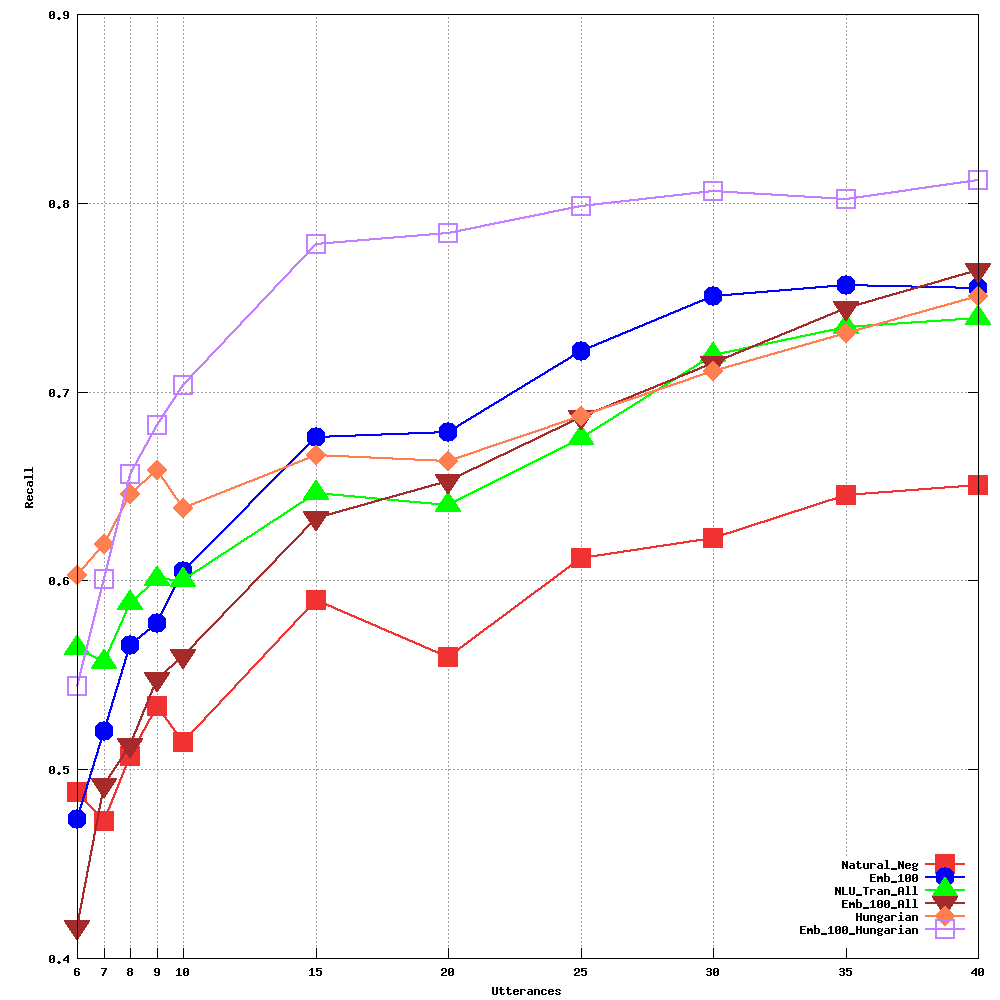 0.9
0.8
0.7
0.6
0.5
0.4
Recall
6 7 8 9 10 15 20 25 30 35 40
Utterances
Natural_Neg
Emb_100
NLU_Tran_All
Emb_100_All
Hungarian
Emb_100_Hungarian